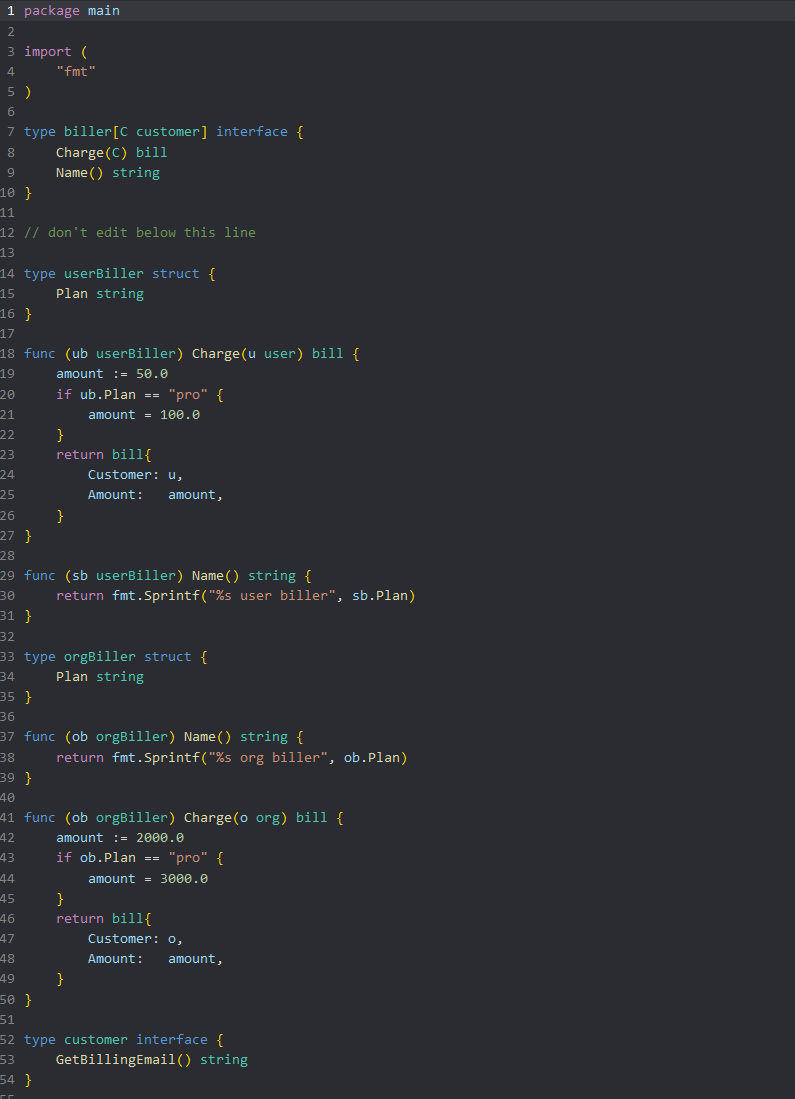 1 package main
2
3 import (
4     "fmt"
5 )
6
7 type biller[C customer] interface {
8     Charge(C) bill
9     Name() string
10 }
11
12 // don't edit below this line
13
14 type userBiller struct {
15     Plan string
16 }
17
18 func (ub userBiller) Charge(u user) bill {
19     amount := 50.0
20     if ub.Plan == "pro" {
21         amount = 100.0
22     }
23     return bill{
24         Customer: u,
25         Amount:   amount,
26     }
27 }
28
29 func (sb userBiller) Name() string {
30     return fmt.Sprintf("%s user biller", sb.Plan)
31 }
32
33 type orgBiller struct {
34     Plan string
35 }
36
37 func (ob orgBiller) Name() string {
38     return fmt.Sprintf("%s org biller", ob.Plan)
39 }
40
41 func (ob orgBiller) Charge(o org) bill {
42     amount := 2000.0
43     if ob.Plan == "pro" {
44         amount = 3000.0
45     }
46     return bill{
47         Customer: o,
48         Amount:   amount,
49     }
50 }
51
52 type customer interface {
53     GetBillingEmail() string
54 }